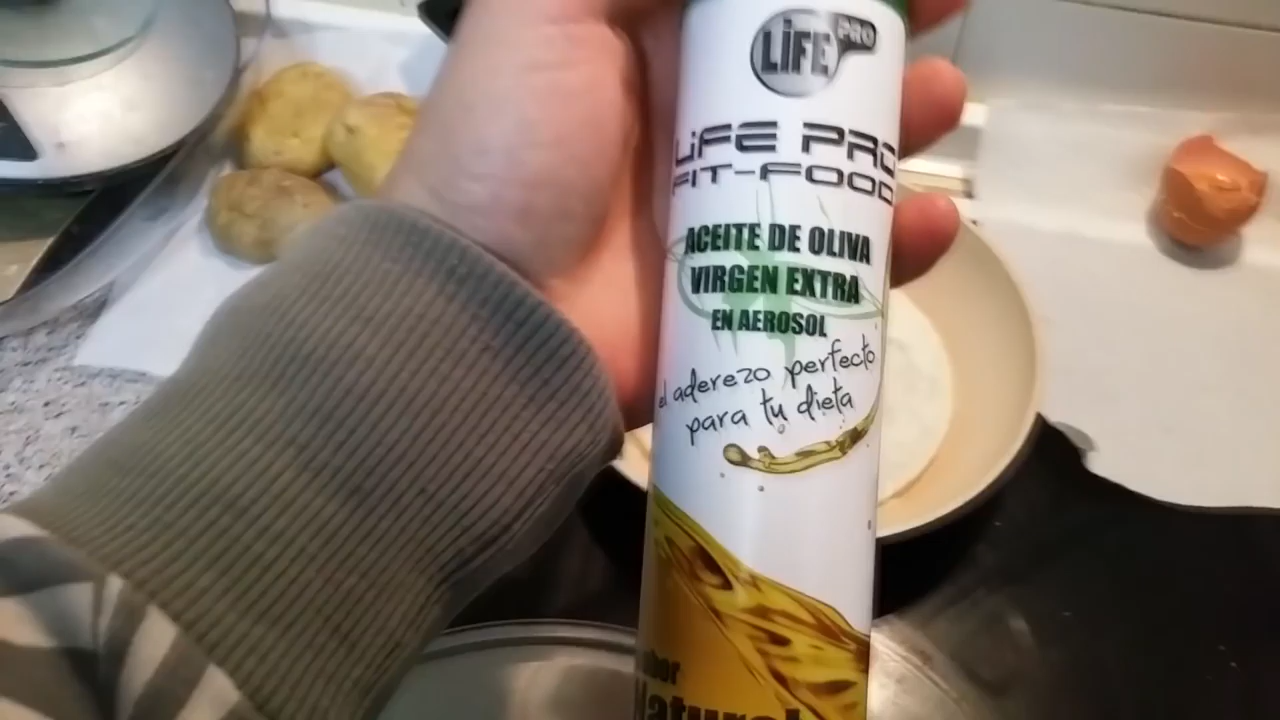 LiFE PRO
LiFE PRO
FIT-FOOD
ACEITE DE OLIVA
VIRGEN EXTRA
EN AEROSOL
el aderezo perfecto
para tu dieta
Natural